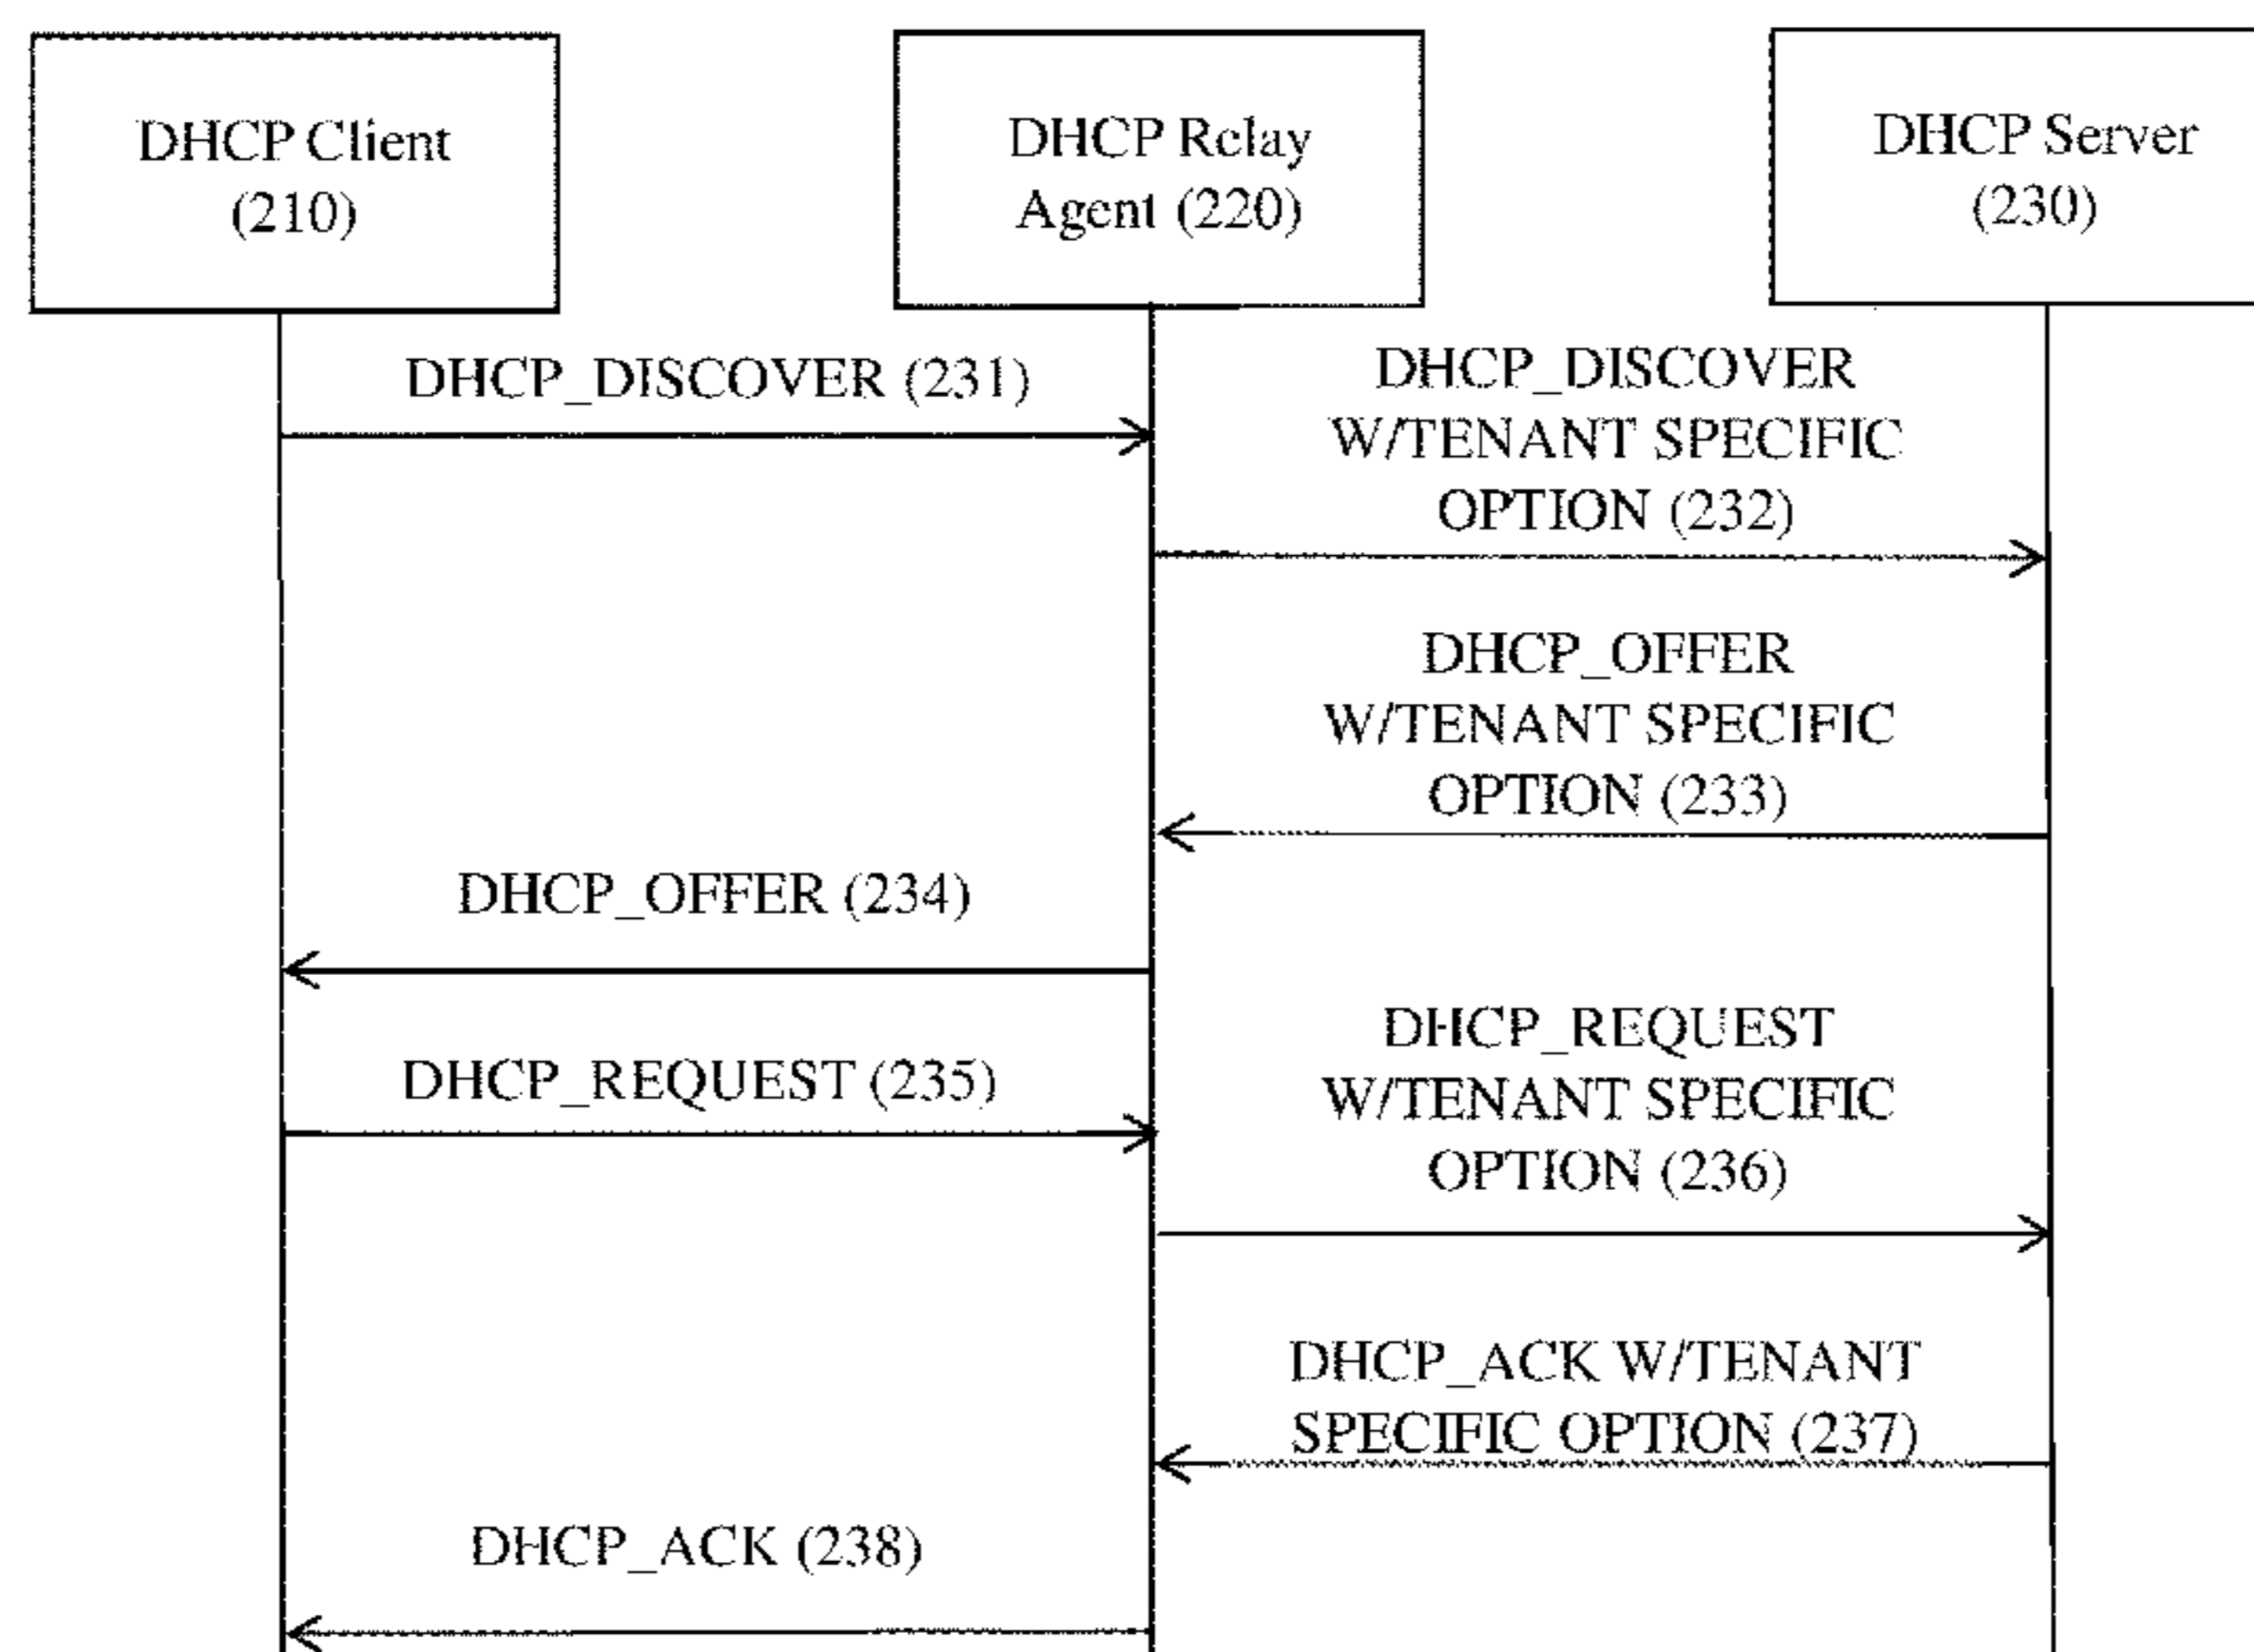 DHCP Client
(210)
DHCP Relay
Agent (220)
DHCP Server
(230)
DHCP_DISCOVER (231)
DHCP_DISCOVER
W/TENANT SPECIFIC
OPTION (232)
DHCP_OFFER
W/TENANT SPECIFIC
OPTION (233)
DHCP_OFFER (234)
DHCP_REQUEST (235)
DHCP_REQUEST
W/TENANT SPECIFIC
OPTION (236)
DHCP_ACK W/TENANT
SPECIFIC OPTION (237)
DHCP_ACK (238)